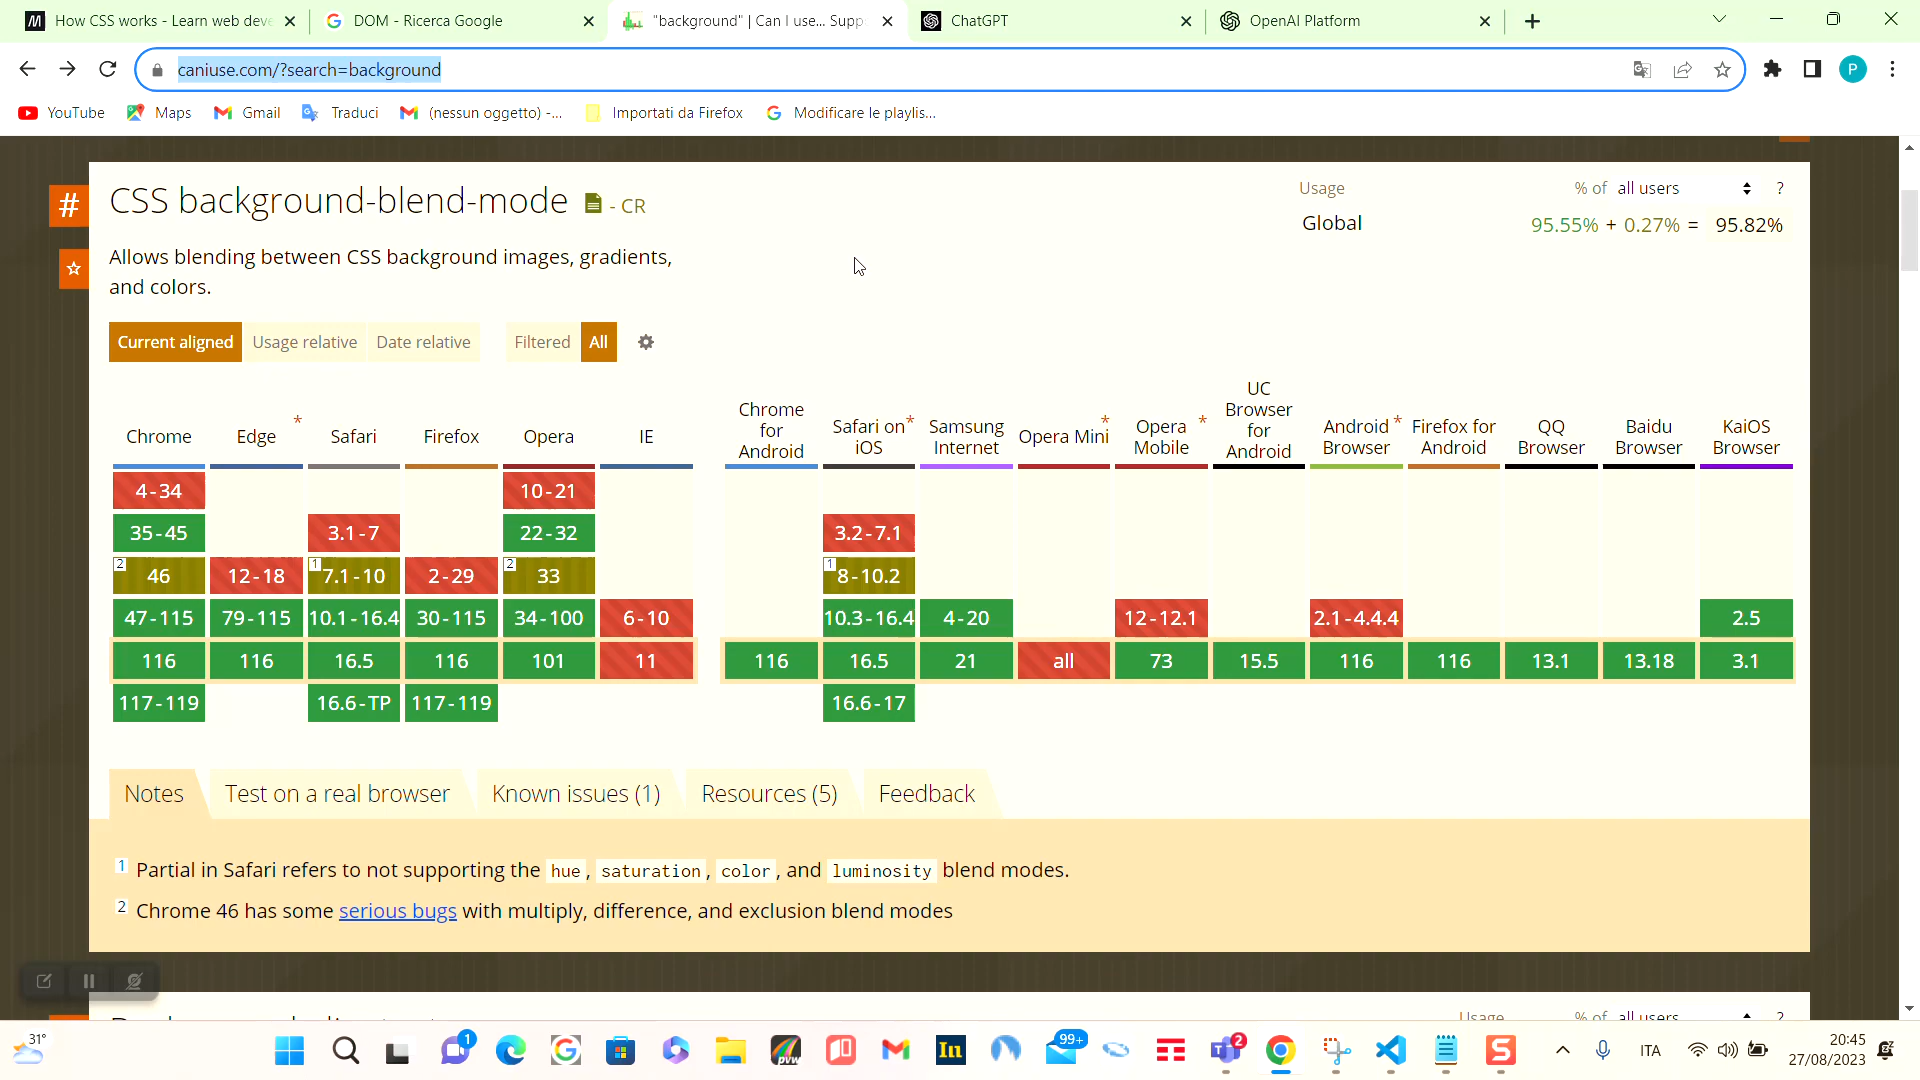 How CSS works - Learn web deve
DOM - Ricerca Google
"background" | Can I use... Supp
ChatGPT
OpenAI Platform
caniuse.com/?search=background
P
YouTube
Maps
Gmail
Traduci
(nessun oggetto) -...
Importati da Firefox
Modificare le playlis...
#
CSS background-blend-mode
- CR
Usage
% of all users
?
Global
95.55% + 0.27% = 95.82%
Allows blending between CSS background images, gradients,
and colors.
Current aligned
Usage relative
Date relative
Filtered
All
Chrome
Edge *
Safari
Firefox
Opera
IE
Chrome
for
Android
Safari on *
iOS
Samsung
Internet
Opera Mini *
Opera *
Mobile
UC
Browser
for
Android
Android *
Browser
Firefox for
Android
QQ
Browser
Baidu
Browser
KaiOS
Browser
4-34 10-21
35-45 3.1-7 22-32 3.2-7.1
2 46 12-18 1 7.1-10 2-29 2 33 1 8-10.2
47-115 79-115 10.1-16.4 30-115 34-100 6-10 10.3-16.4 4-20 12-12.1 2.1-4.4.4 2.5
116 116 16.5 116 101 11 116 16.5 21 all 73 15.5 116 116 13.1 13.18 3.1
117-119 16.6-TP 117-119 16.6-17
Notes
Test on a real browser
Known issues (1)
Resources (5)
Feedback
1 Partial in Safari refers to not supporting the hue, saturation, color, and luminosity blend modes.
2 Chrome 46 has some serious bugs with multiply, difference, and exclusion blend modes
Usage
% of all users
?
31°
1
pvw
In
99+
2
S
ITA
20:45
27/08/2023